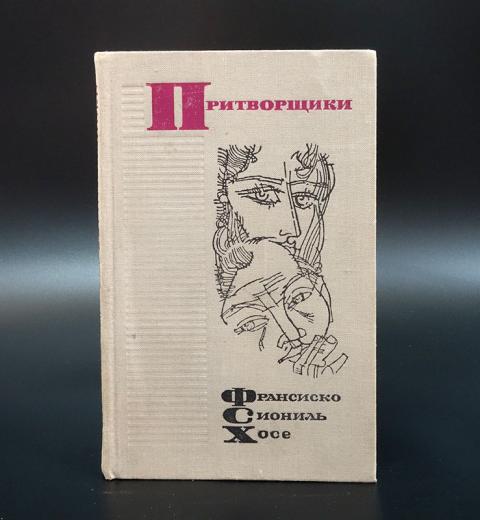 Притворщики
Франсиско
Сиониль
Хосе